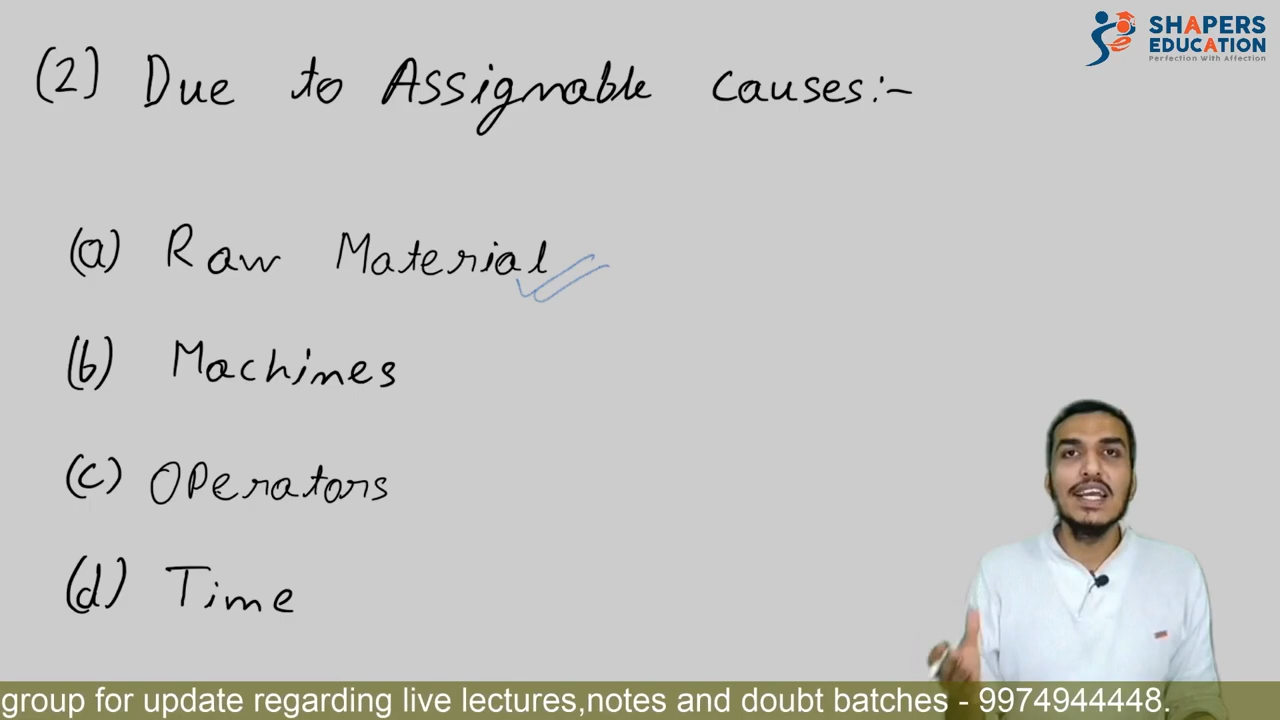 SHAPERS
EDUCATION
Perfection With Affection
(2) Due to Assignable causes:-
(a) Raw Material
(b) Machines
(c) Operators
(d) Time
group for update regarding live lectures,notes and doubt batches - 9974944448.